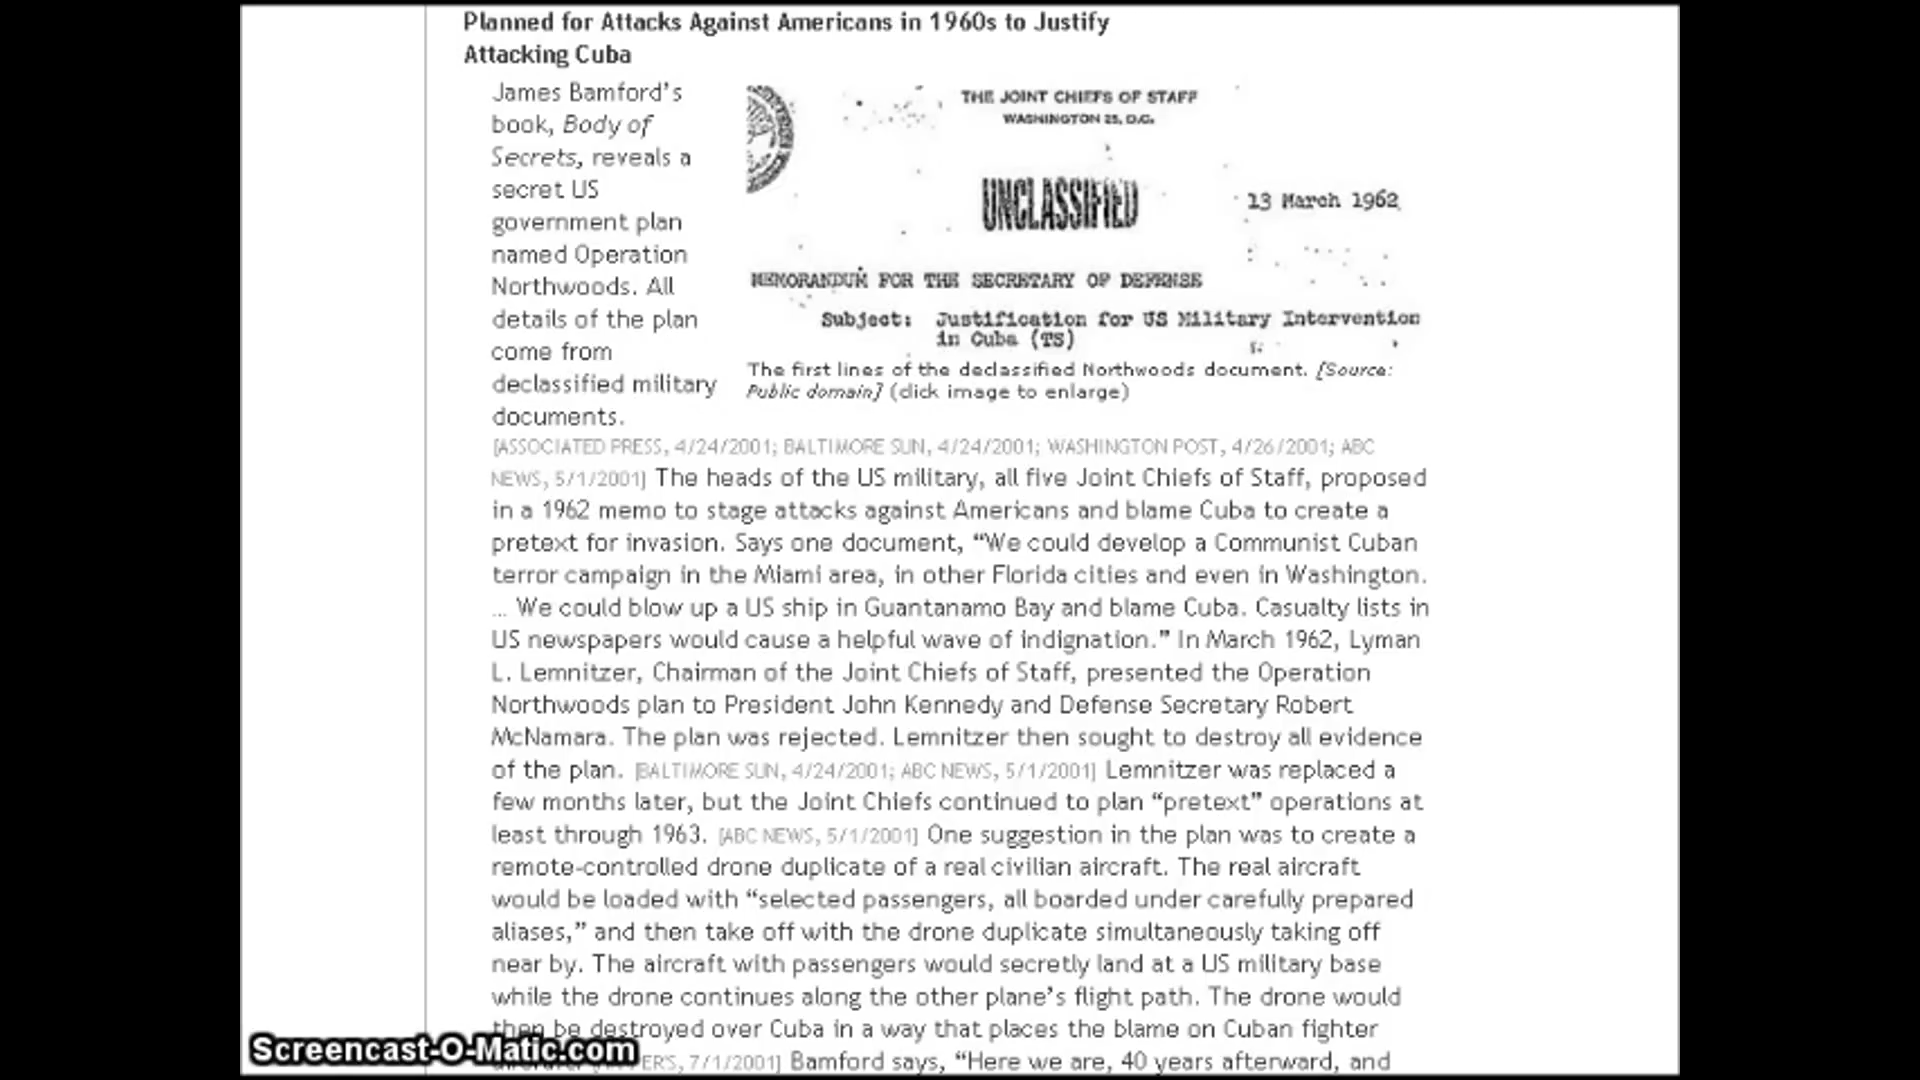 Planned for Attacks Against Americans in 1960s to Justify
Attacking Cuba
James Bamford’s
book, Body of
Secrets, reveals a
secret US
government plan
named Operation
Northwoods. All
details of the plan
come from
declassified military
documents.
THE JOINT CHIEFS OF STAFF
WASHINGTON 25, D.C.
UNCLASSIFIED
13 March 1962
MEMORANDUM FOR THE SECRETARY OF DEFENSE
Subject: Justification for US Military Intervention
in Cuba (TS)
The first lines of the declassified Northwoods document. [Source:
Public domain] (click image to enlarge)
[ASSOCIATED PRESS, 4/24/2001; BALTIMORE SUN, 4/24/2001; WASHINGTON POST, 4/26/2001; ABC
NEWS, 5/1/2001] The heads of the US military, all five Joint Chiefs of Staff, proposed
in a 1962 memo to stage attacks against Americans and blame Cuba to create a
pretext for invasion. Says one document, “We could develop a Communist Cuban
terror campaign in the Miami area, in other Florida cities and even in Washington.
... We could blow up a US ship in Guantanamo Bay and blame Cuba. Casualty lists in
US newspapers would cause a helpful wave of indignation.” In March 1962, Lyman
L. Lemnitzer, Chairman of the Joint Chiefs of Staff, presented the Operation
Northwoods plan to President John Kennedy and Defense Secretary Robert
McNamara. The plan was rejected. Lemnitzer then sought to destroy all evidence
of the plan. [BALTIMORE SUN, 4/24/2001; ABC NEWS, 5/1/2001] Lemnitzer was replaced a
few months later, but the Joint Chiefs continued to plan “pretext” operations at
least through 1963. [ABC NEWS, 5/1/2001] One suggestion in the plan was to create a
remote-controlled drone duplicate of a real civilian aircraft. The real aircraft
would be loaded with “selected passengers, all boarded under carefully prepared
aliases,” and then take off with the drone duplicate simultaneously taking off
near by. The aircraft with passengers would secretly land at a US military base
while the drone continues along the other plane’s flight path. The drone would
then be destroyed over Cuba in a way that places the blame on Cuban fighter
7/1/2001] Bamford says, “Here we are, 40 years afterward, and
Screencast-O-Matic.com